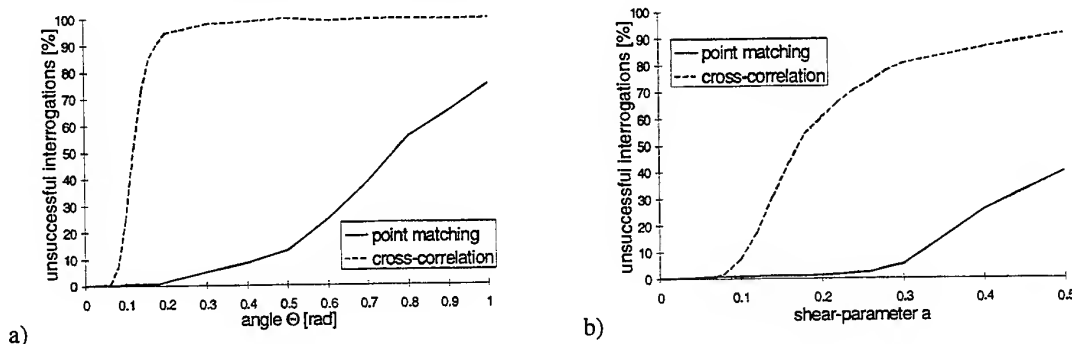 unsuccessful interrogations [%]
100
90
80
70
60
50
40
30
20
10
0
point matching
cross-correlation
0 0.1 0.2 0.3 0.4 0.5 0.6 0.7 0.8 0.9 1
angle Θ [rad]
a)
unsuccessful interrogations [%]
100
90
80
70
60
50
40
30
20
10
0
point matching
cross-correlation
0 0.1 0.2 0.3 0.4 0.5
shear-parameter a
b)